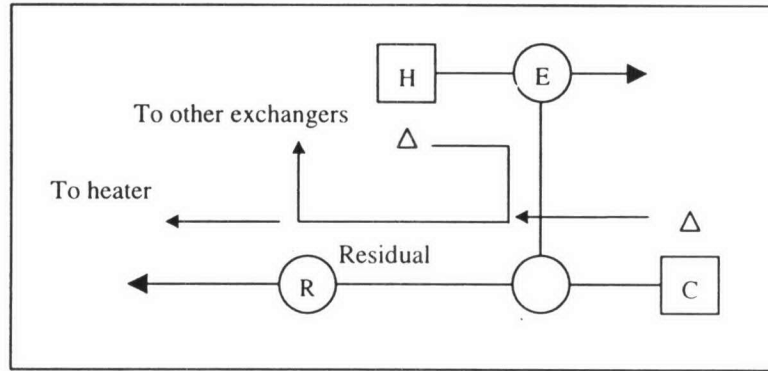 H
E
To other exchangers
Δ
To heater
Δ
Residual
R
C